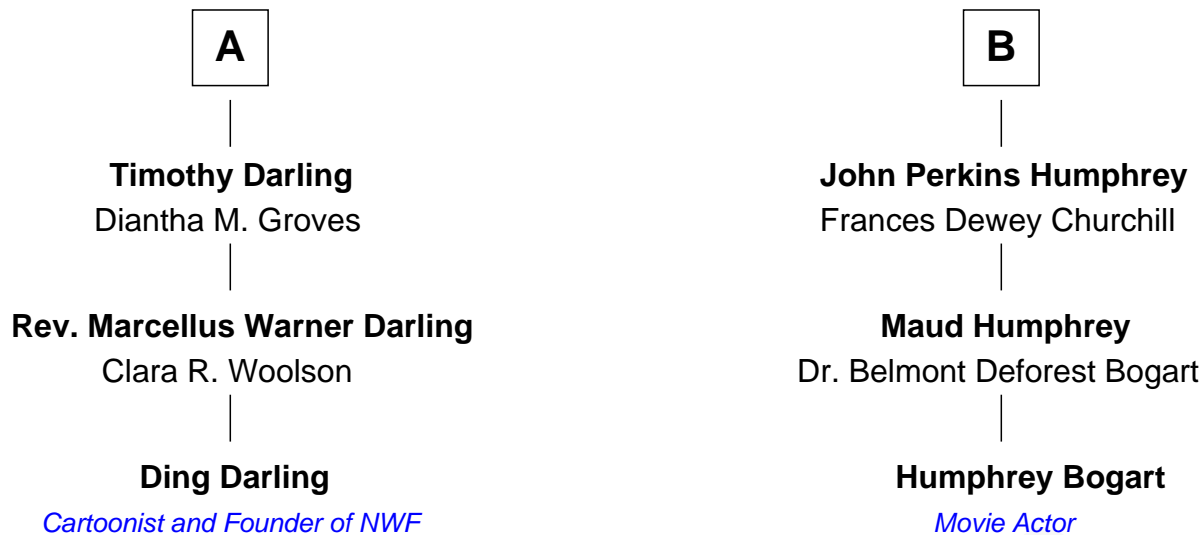 A
Timothy Darling
Diantha M. Groves
Rev. Marcellus Warner Darling
Clara R. Woolson
Ding Darling
Cartoonist and Founder of NWF
B
John Perkins Humphrey
Frances Dewey Churchill
Maud Humphrey
Dr. Belmont Deforest Bogart
Humphrey Bogart
Movie Actor